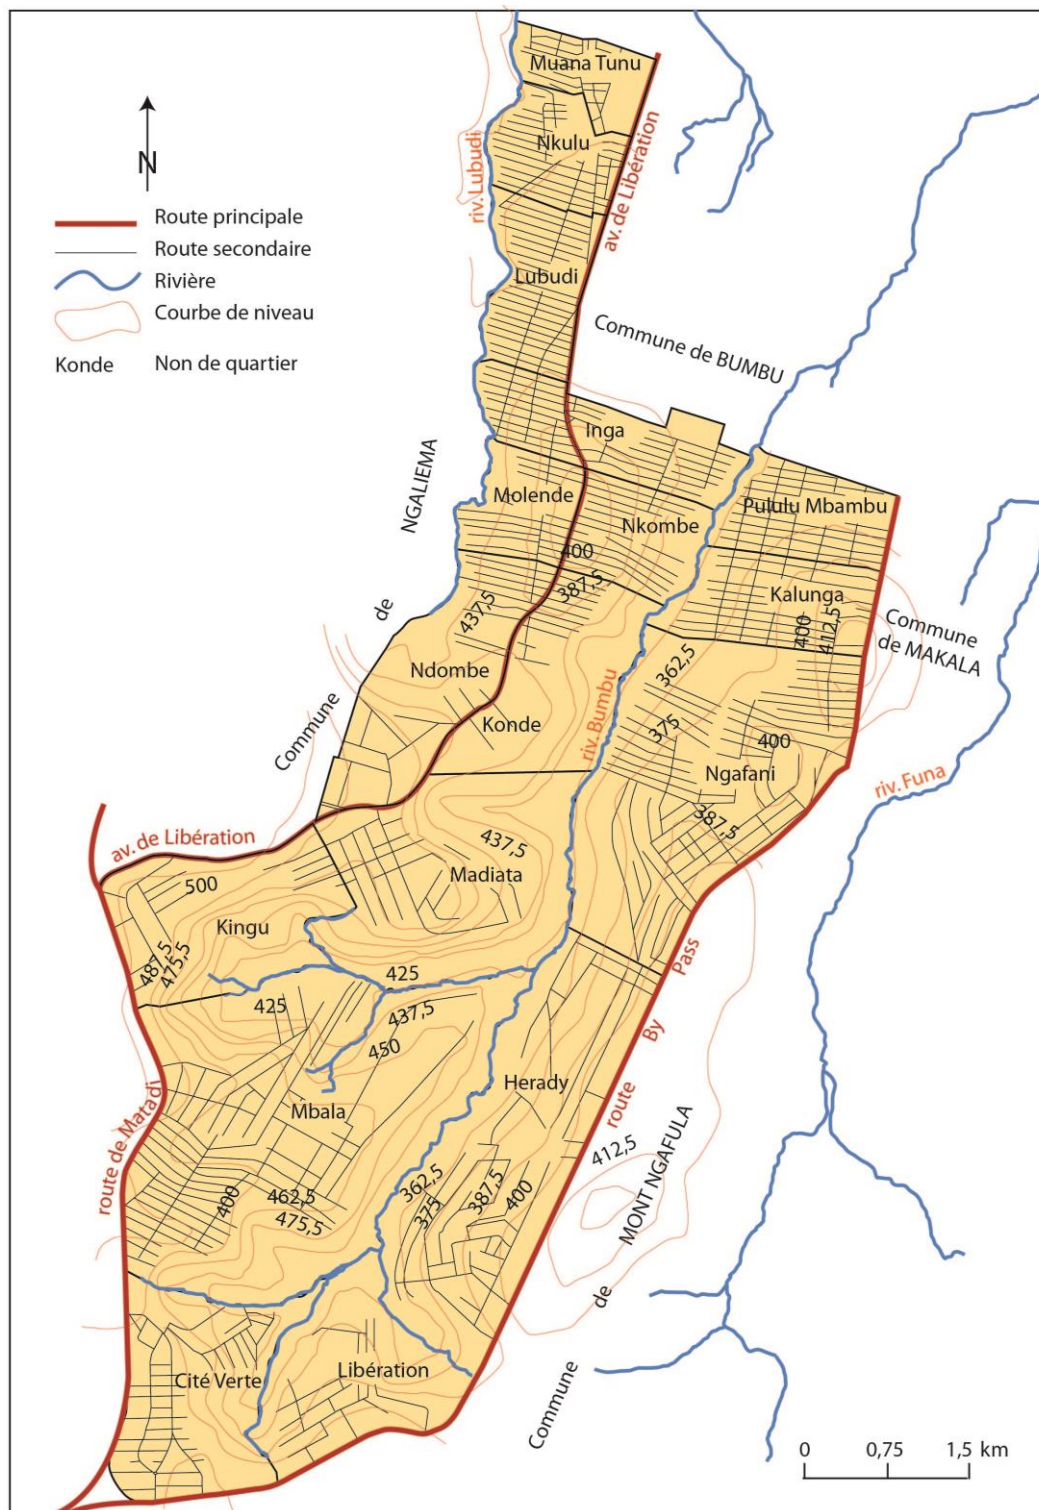 Muana Tunu
Nkulu
riv. Lubudi
av. de Libération
N
Route principale
Route secondaire
Rivière
Courbe de niveau
Konde Non de quartier
Lubudi
Commune de BUMBU
Inga
Commune de NGALIEMA
Molende
Nkombe
Pululu Mbambu
400
387,5
437,5
Kalunga
400
412,5
Commune
de MAKALA
Ndombe
Konde
riv. Bumbu
362,5
375
400
Ngafani
387,5
riv. Funa
av. de Libération
437,5
Madiata
500
Kingu
487,5
475,5
425
425
437,5
450
route By Pass
Herady
Mbala
route de Matadi
412,5
Commune de MONT NGAFULA
400
462,5
475,5
362,5
375
387,5
400
Cité Verte
Libération
0 0,75 1,5 km